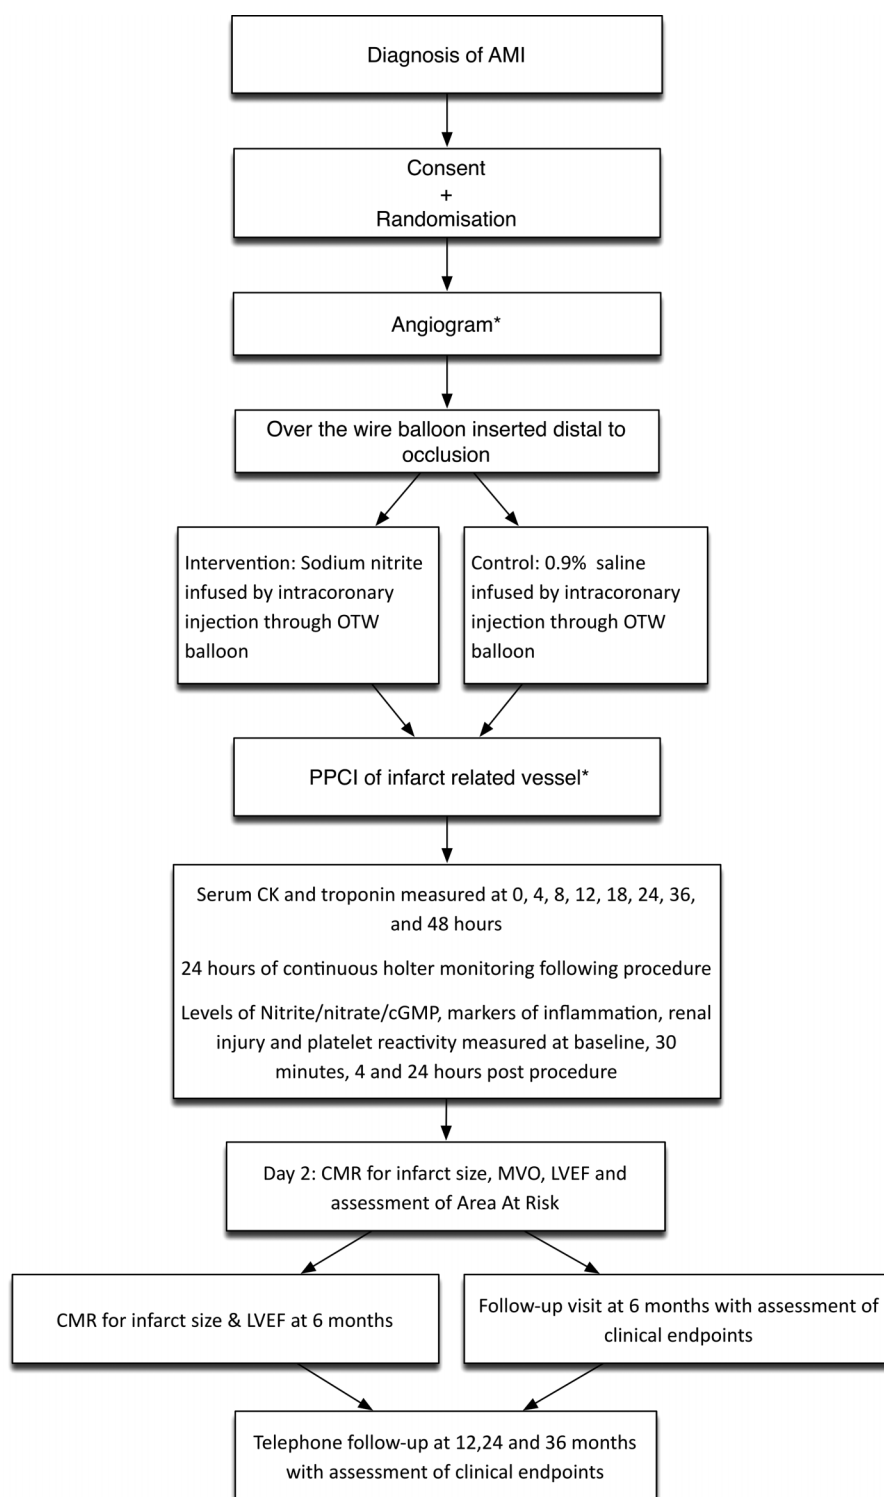 Diagnosis of AMI
Consent
+
Randomisation
Angiogram*
Over the wire balloon inserted distal to
occlusion
Intervention: Sodium nitrite
infused by intracoronary
injection through OTW
balloon
Control: 0.9% saline
infused by intracoronary
injection through OTW
balloon
PPCI of infarct related vessel*
Serum CK and troponin measured at 0, 4, 8, 12, 18, 24, 36,
and 48 hours
24 hours of continuous holter monitoring following procedure
Levels of Nitrite/nitrate/cGMP, markers of inflammation, renal
injury and platelet reactivity measured at baseline, 30
minutes, 4 and 24 hours post procedure
Day 2: CMR for infarct size, MVO, LVEF and
assessment of Area At Risk
CMR for infarct size & LVEF at 6 months
Follow-up visit at 6 months with assessment of
clinical endpoints
Telephone follow-up at 12,24 and 36 months
with assessment of clinical endpoints